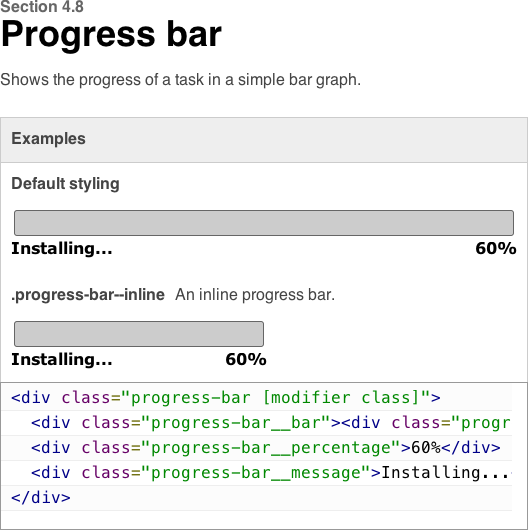 Section 4.8
Progress bar
Shows the progress of a task in a simple bar graph.
Examples
Default styling
Installing... 60%
.progress-bar--inline An inline progress bar.
Installing... 60%
<div class="progress-bar [modifier class]">
<div class="progress-bar__bar"><div class="progr
<div class="progress-bar__percentage">60%</div>
<div class="progress-bar__message">Installing...
</div>